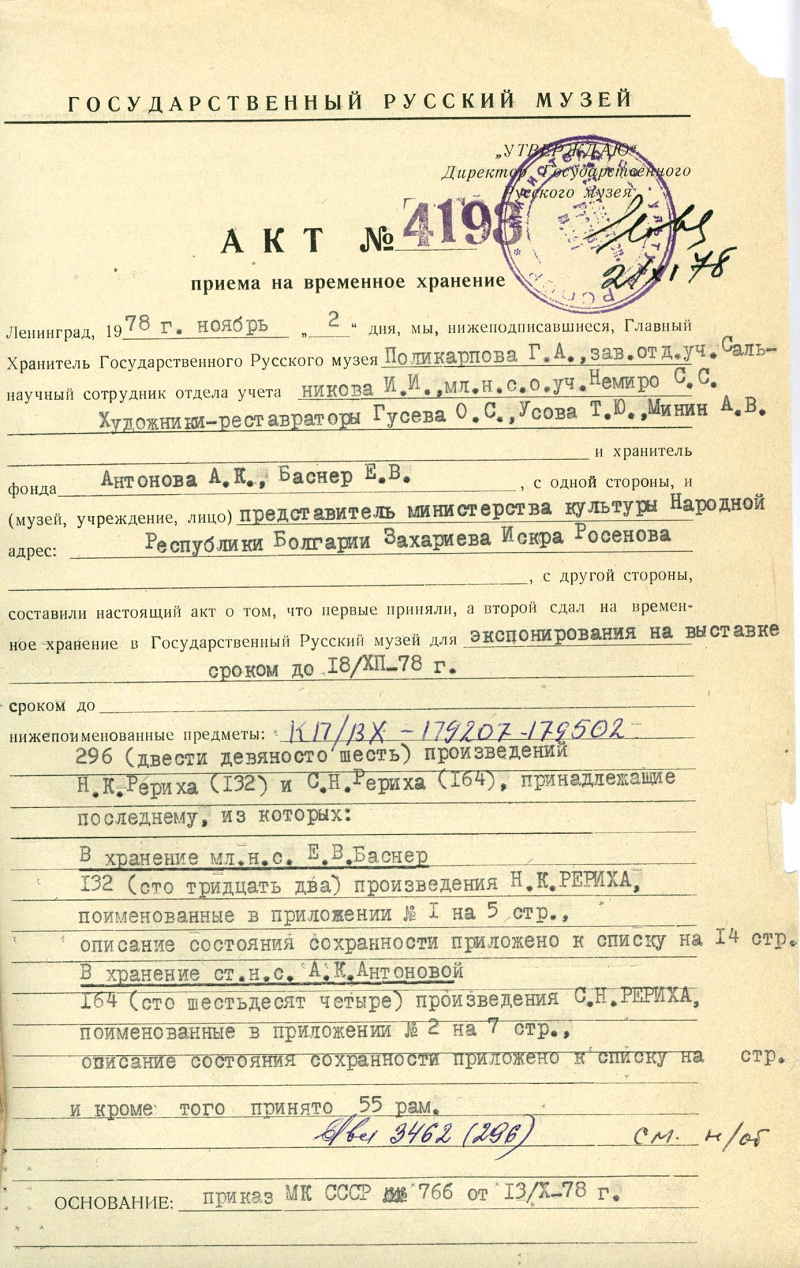 ГОСУДАРСТВЕННЫЙ РУССКИЙ МУЗЕЙ
„УТВЕРЖДАЮ“
Директор Государственного
Русского музея
АКТ № 4193
2/XI 78
приема на временное хранение
Ленинград, 1978 г. ноябрь „ 2 “ дня, мы, нижеподписавшиеся, Главный
Хранитель Государственного Русского музея Поликарпова Г.А.,зав.отд.уч.Саль-
научный сотрудник отдела учета никова И.И.,мл.н.с.о.уч.Немиро С.С.
Художники-реставраторы Гусева О.С.,Усова Т.Ю.,Минин А.В.
и хранитель
фонда Антонова А.К., Баснер Е.В. , с одной стороны, и
(музей, учреждение, лицо) представитель министерства культуры Народной
адрес: Республики Болгарии Захариева Искра Росенова
, с другой стороны,
составили настоящий акт о том, что первые приняли, а второй сдал на времен-
ное хранение в Государственный Русский музей для экспонирования на выставке
сроком до 18/XП-78 г.
сроком до
нижепоименованные предметы: КП/ВХ - 179207-179502
296 (двести девяносто шесть) произведений
Н.К.Рериха (132) и С.Н.Рериха (164), принадлежащие
последнему, из которых:
В хранение мл.н.с. Е.В.Баснер
132 (сто тридцать два) произведения Н.К.РЕРИХА,
поименованные в приложении № I на 5 стр.,
описание состояния сохранности приложено к списку на 14 стр.
В хранение ст.н.с. А.К.Антоновой
164 (сто шестьдесят четыре) произведения С.Н.РЕРИХА,
поименованные в приложении № 2 на 7 стр.,
описание состояния сохранности приложено к списку на стр.
и кроме того принято 55 рам.
3462 (296) см. н/об
ОСНОВАНИЕ: приказ МК СССР № 766 от 13/X-78 г.